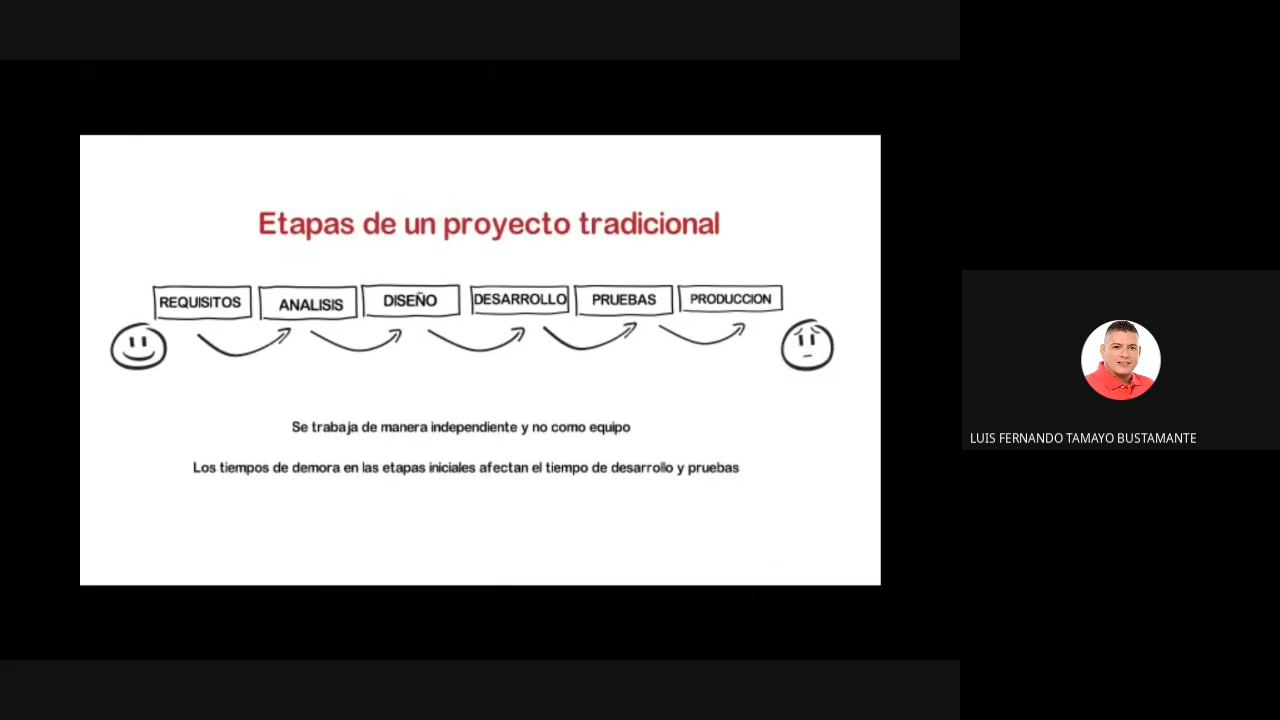 Etapas de un proyecto tradicional
REQUISITOS ANALISIS DISEÑO DESARROLLO PRUEBAS PRODUCCION
Se trabaja de manera independiente y no como equipo
Los tiempos de demora en las etapas iniciales afectan el tiempo de desarrollo y pruebas
LUIS FERNANDO TAMAYO BUSTAMANTE